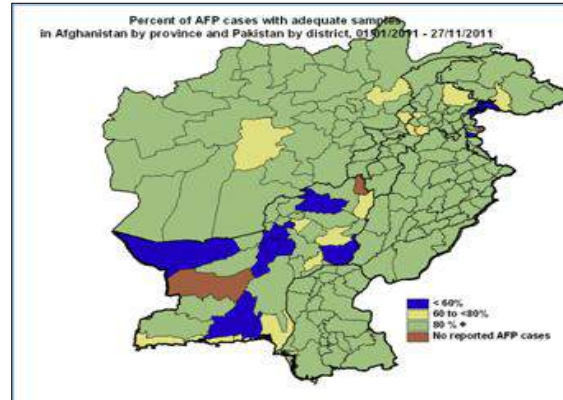 Percent of AFP cases with adequate samples
in Afghanistan by province and Pakistan by district, 01/01/2011 - 27/11/2011
< 60%
60 to <80%
80 % +
No reported AFP cases